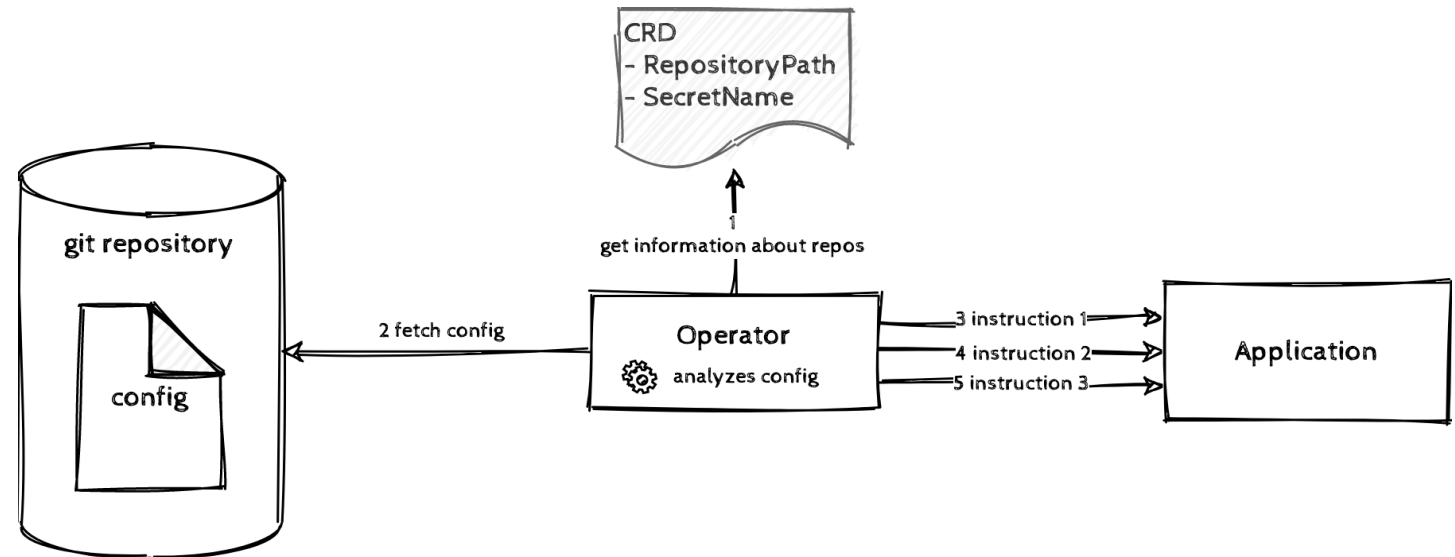 CRD
- RepositoryPath
- SecretName
1
get information about repos
git repository
config
2 fetch config
Operator
analyzes config
3 instruction 1
4 instruction 2
5 instruction 3
Application